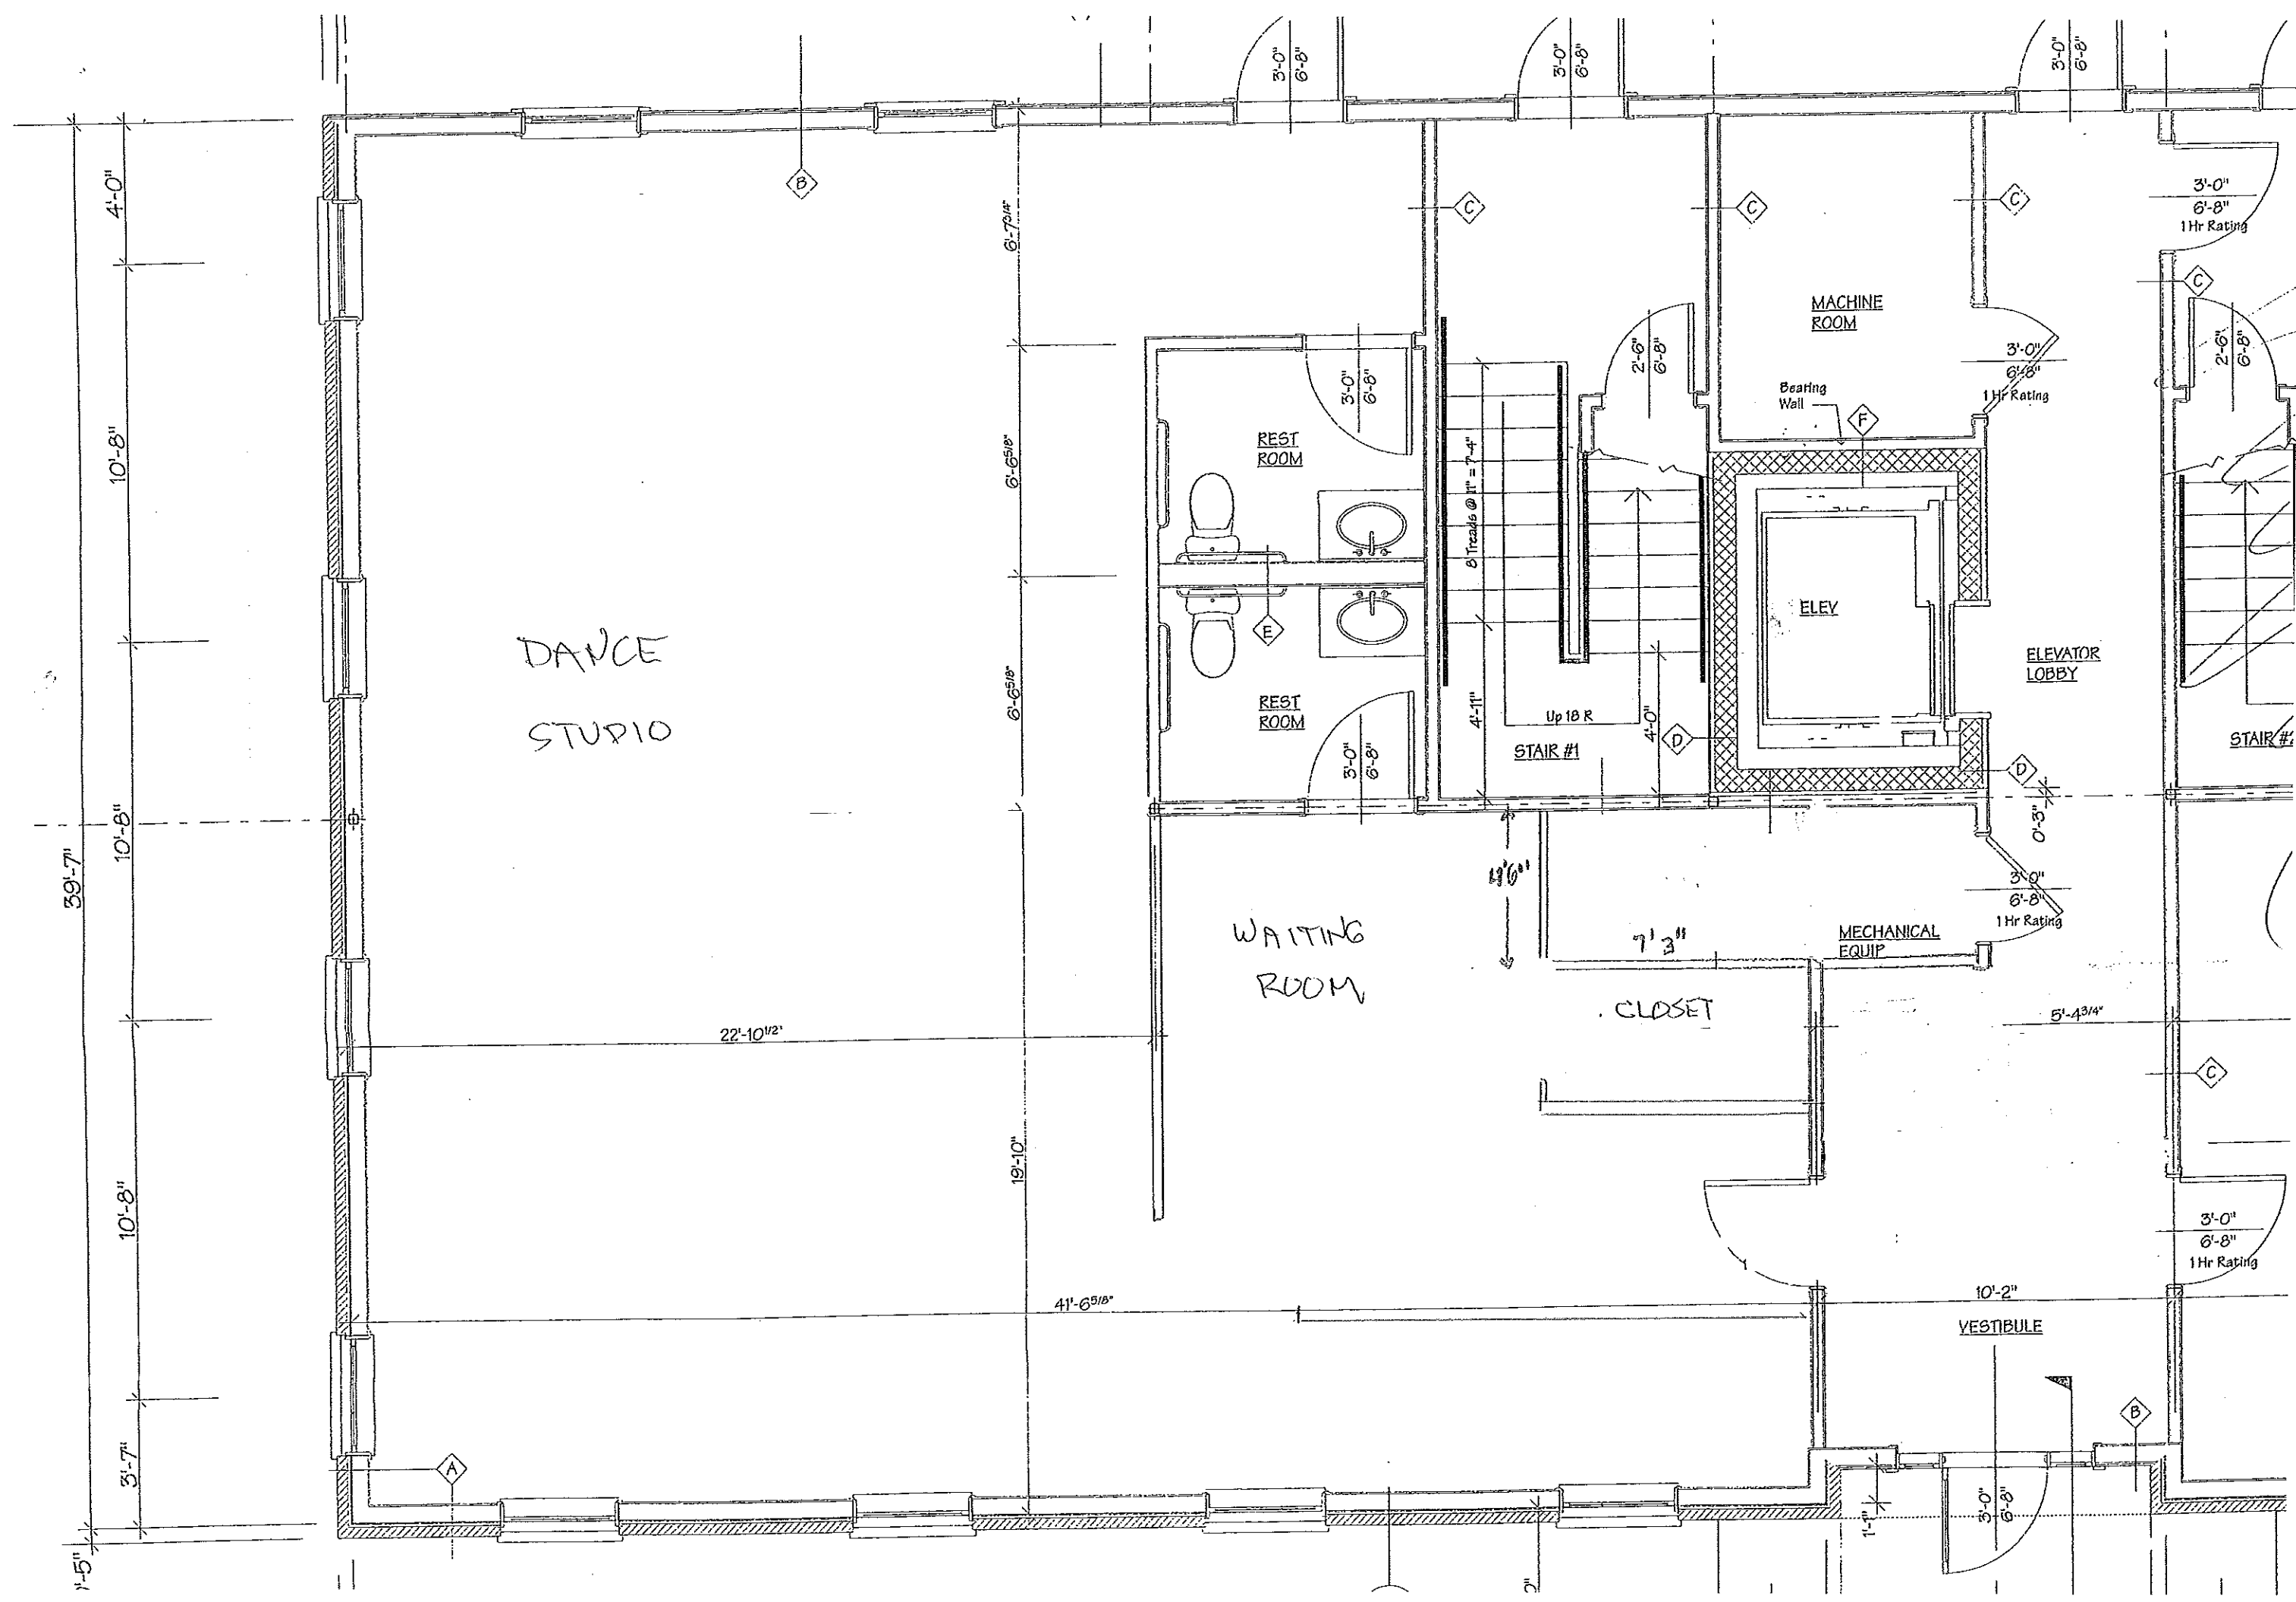 3'-0"
6'-8"
3'-0"
6'-8"
3'-0"
6'-8"
4'-0"
B
C
C
C
3'-0"
6'-8"
1 Hr Rating
6'-7 3/4"
C
MACHINE
ROOM
3'-0"
6'-8"
1 Hr Rating
2'-6"
6'-8"
2'-6"
6'-8"
3'-0"
6'-8"
Bearing
Wall
F
10'-8"
REST
ROOM
6'-6 5/8"
8 Treads @ 11" = 7'-4"
ELEV
E
DANCE
STUDIO
6'-6 5/8"
REST
ROOM
ELEVATOR
LOBBY
4'-11"
Up 18 R
4'-0"
STAIR #1
D
D
STAIR #2
3'-0"
6'-8"
0'-3"
39'-7"
10'-8"
4'6"
3'-0"
6'-8"
1 Hr Rating
WAITING
ROOM
7'3"
MECHANICAL
EQUIP
CLOSET
22'-10 1/2"
5'-4 3/4"
C
10'-8"
19'-10"
3'-0"
6'-8"
1 Hr Rating
41'-6 5/8"
10'-2"
VESTIBULE
3'-7"
A
B
1'-1"
3'-0"
6'-8"